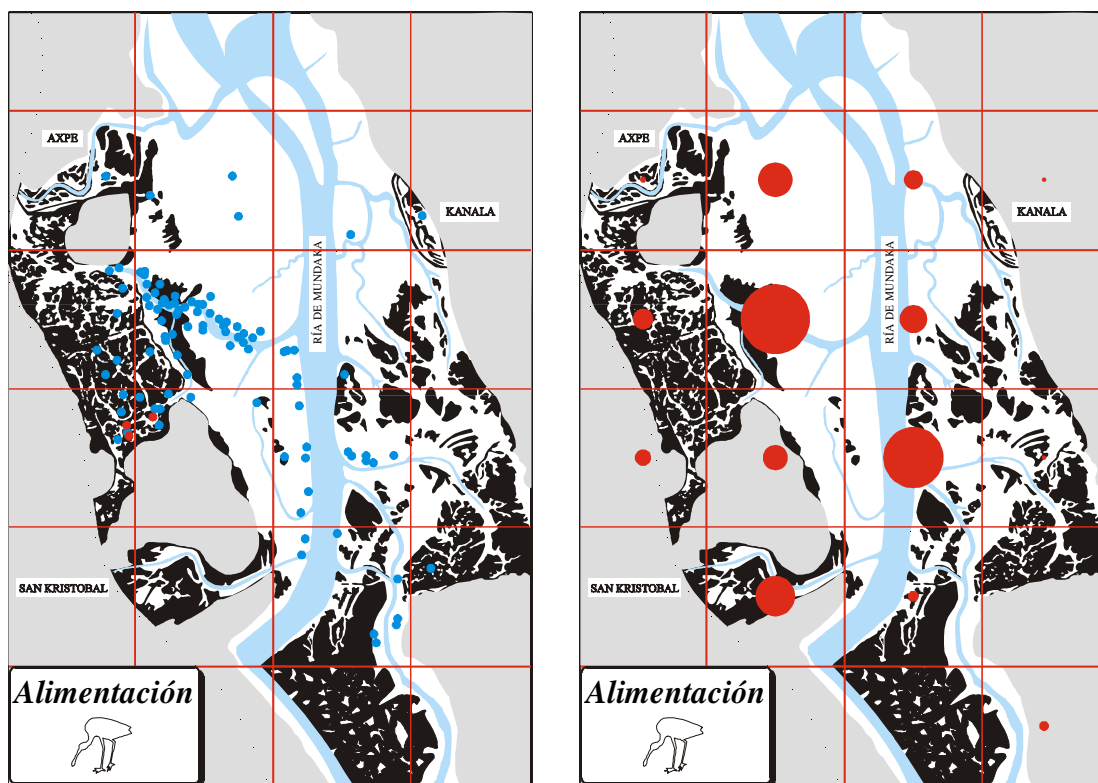 AXPE
KANALA
RÍA DE MUNDAKA
SAN KRISTOBAL
Alimentación
AXPE
KANALA
RÍA DE MUNDAKA
SAN KRISTOBAL
Alimentación